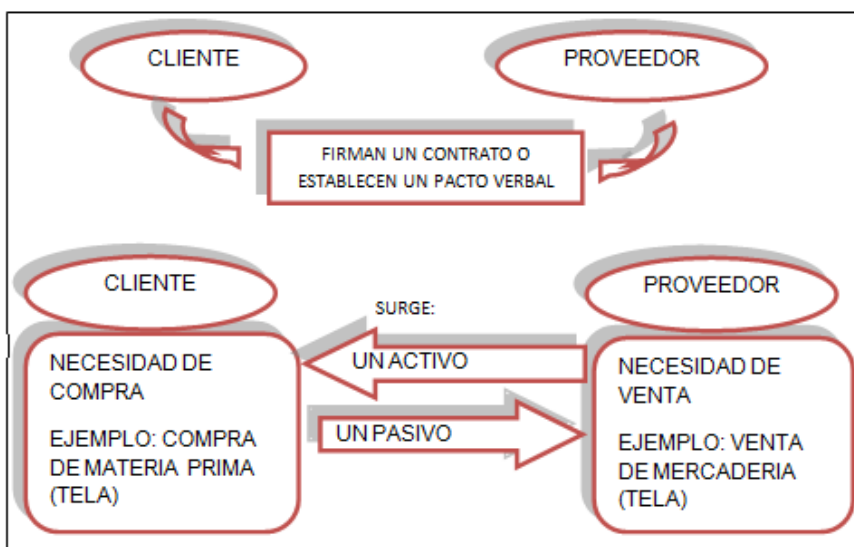 CLIENTE
PROVEEDOR
FIRMAN UN CONTRATO O
ESTABLECEN UN PACTO VERBAL
CLIENTE
PROVEEDOR
SURGE:
UN ACTIVO
UN PASIVO
NECESIDAD DE
COMPRA
EJEMPLO: COMPRA
DE MATERIA PRIMA
(TELA)
NECESIDAD DE
VENTA
EJEMPLO: VENTA
DE MERCADERIA
(TELA)